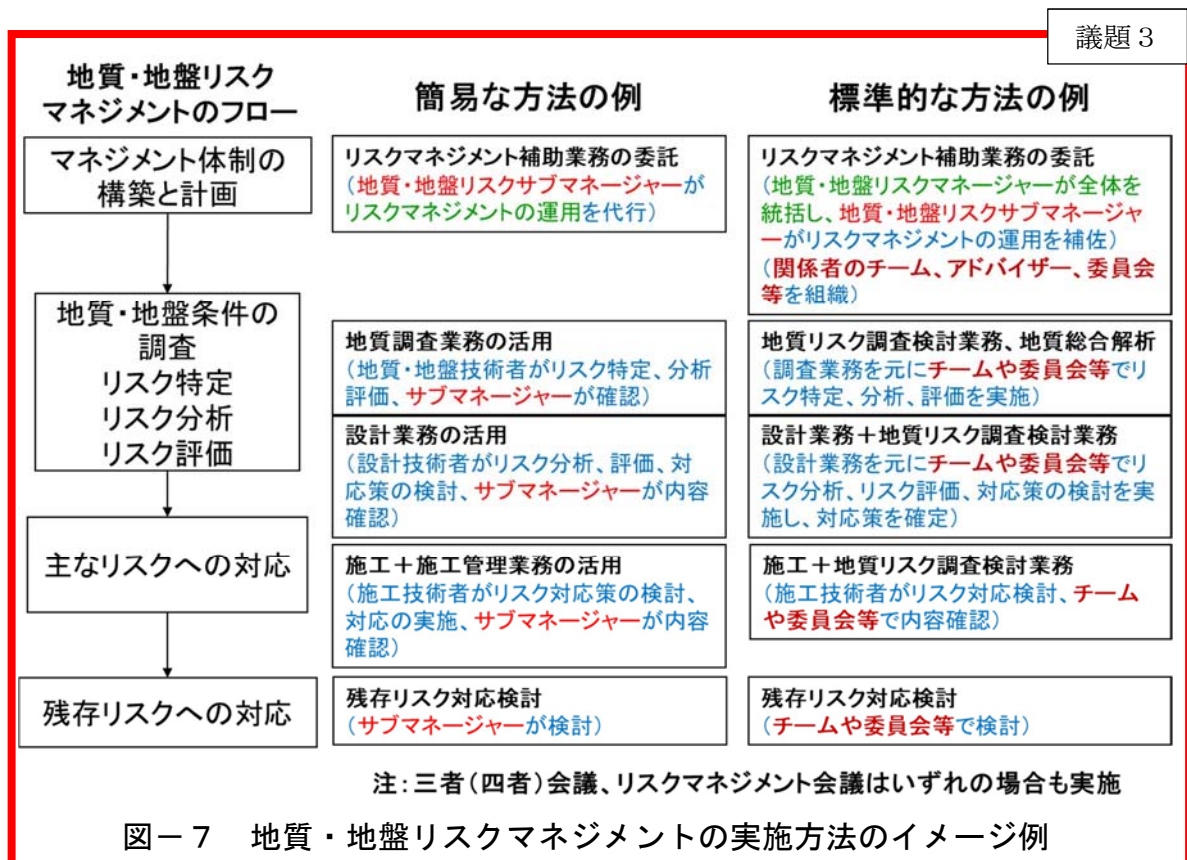 議題３
地質・地盤リスク
マネジメントのフロー
マネジメント体制の
構築と計画
地質・地盤条件の
調査
リスク特定
リスク分析
リスク評価
主なリスクへの対応
残存リスクへの対応
簡易な方法の例
リスクマネジメント補助業務の委託
（地質・地盤リスクサブマネージャーが
リスクマネジメントの運用を代行）
地質調査業務の活用
（地質・地盤技術者がリスク特定、分析
評価、サブマネージャーが確認）
設計業務の活用
（設計技術者がリスク分析、評価、対
応策の検討、サブマネージャーが内容
確認）
施工＋施工管理業務の活用
（施工技術者がリスク対応策の検討、
対応の実施、サブマネージャーが内容
確認）
残存リスク対応検討
（サブマネージャーが検討）
標準的な方法の例
リスクマネジメント補助業務の委託
（地質・地盤リスクマネージャーが全体を
統括し、地質・地盤リスクサブマネージャ
ーがリスクマネジメントの運用を補佐）
（関係者のチーム、アドバイザー、委員会
等を組織）
地質リスク調査検討業務、地質総合解析
（調査業務を元にチームや委員会等でリ
スク特定、分析、評価を実施）
設計業務＋地質リスク調査検討業務
（設計業務を元にチームや委員会等でリ
スク分析、リスク評価、対応策の検討を実
施し、対応策を確定）
施工＋地質リスク調査検討業務
（施工技術者がリスク対応検討、チーム
や委員会等で内容確認）
残存リスク対応検討
（チームや委員会等で検討）
注：三者（四者）会議、リスクマネジメント会議はいずれの場合も実施
図－７　地質・地盤リスクマネジメントの実施方法のイメージ例